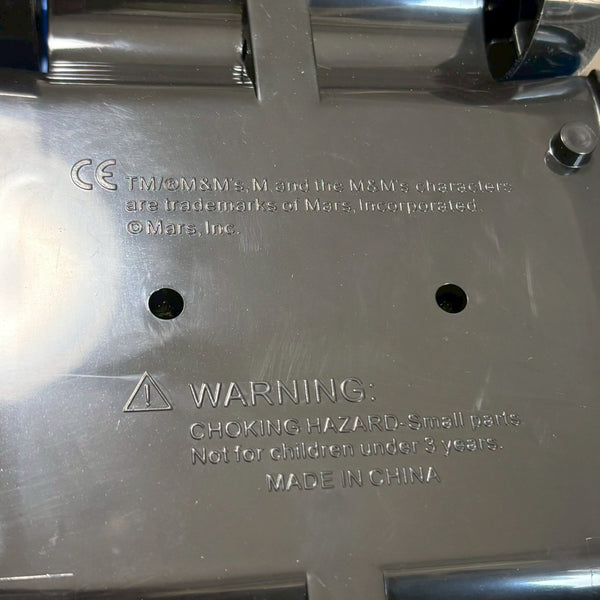 CE TM/®M&M's, M and the M&M's characters
are trademarks of Mars, Incorporated.
©Mars, Inc.
WARNING:
CHOKING HAZARD-Small parts
Not for children under 3 years.
MADE IN CHINA